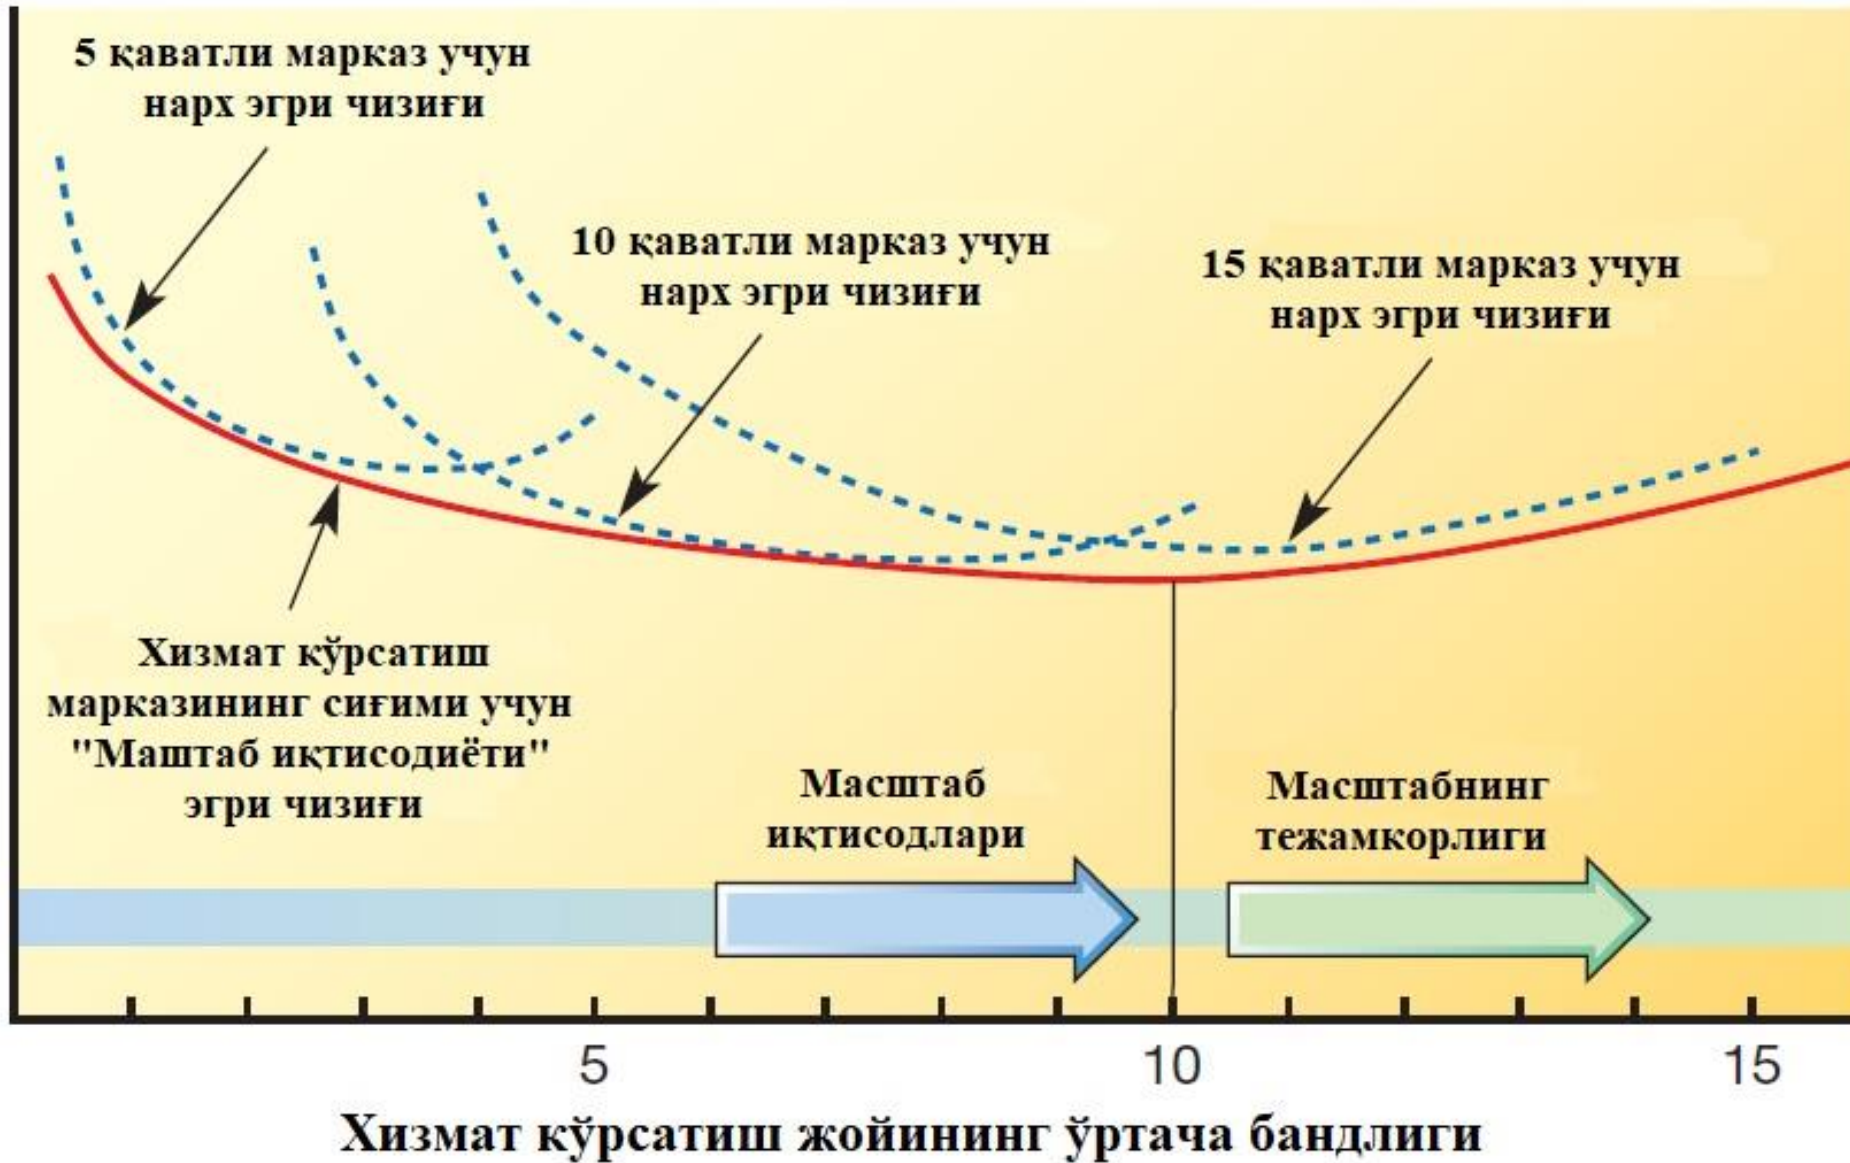 5 қаватли марказ учун
нарх эгри чизиғи
10 қаватли марказ учун
нарх эгри чизиғи
15 қаватли марказ учун
нарх эгри чизиғи
Хизмат кўрсатиш
марказининг сиғими учун
"Маштаб иқтисодиёти"
эгри чизиғи
Масштаб
иқтисодлари
Масштабнинг
тежамкорлиги
5 10 15
Хизмат кўрсатиш жойининг ўртача бандлиги